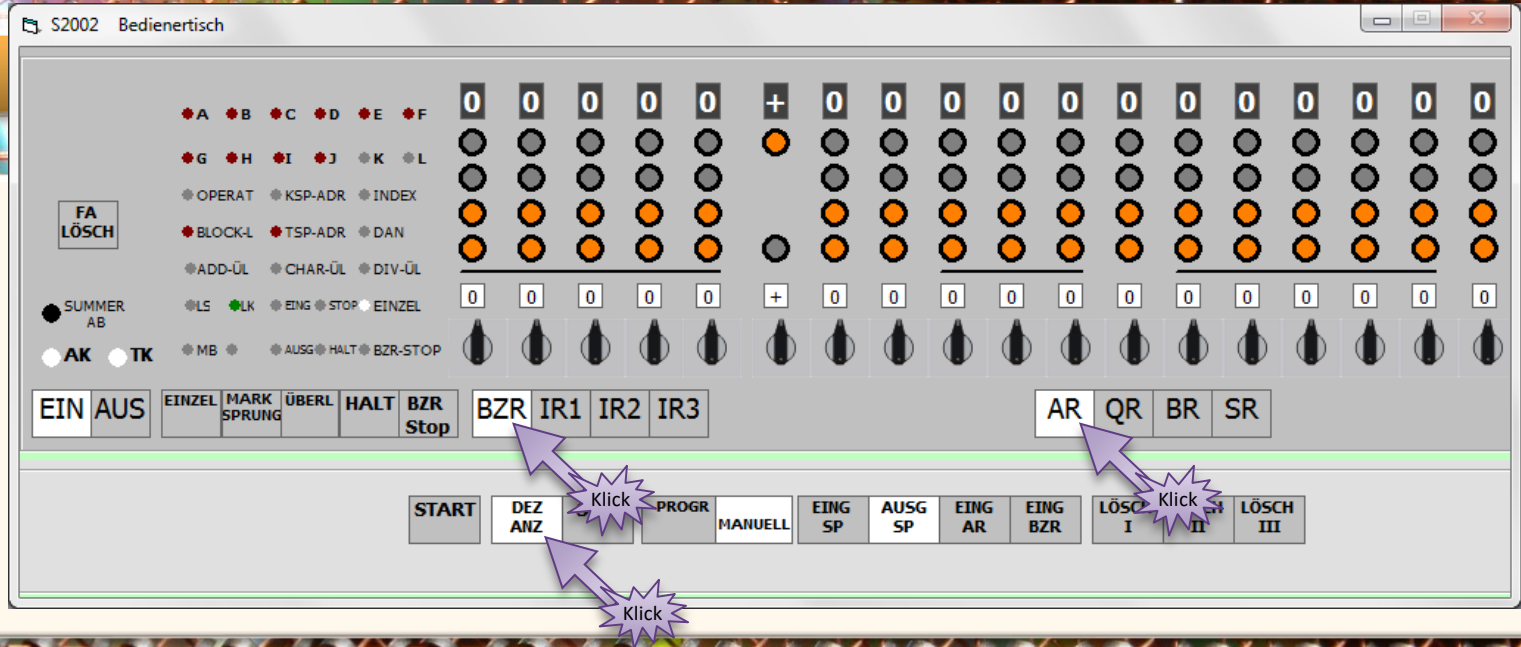 S2002 Bedienertisch
0 0 0 0 0 + 0 0 0 0 0 0 0 0 0 0 0 0
A B C D E F
G H I J K L
OPERAT KSP-ADR INDEX
FA
LÖSCH
BLOCK-L TSP-ADR DAN
ADD-ÜL CHAR-ÜL DIV-ÜL
0 0 0 0 0 + 0 0 0 0 0 0 0 0 0 0 0 0
SUMMER
AB
LS LK EING STOP EINZEL
AK TK
MB AUSG HALT BZR-STOP
EIN AUS
EINZEL
MARK
SPRUNG
ÜBERL
HALT
BZR
Stop
BZR IR1 IR2 IR3
AR QR BR SR
Klick
Klick
START
DEZ
ANZ
PROGR
MANUELL
EING
SP
AUSG
SP
EING
AR
EING
BZR
I
II
LÖSCH
III
Klick